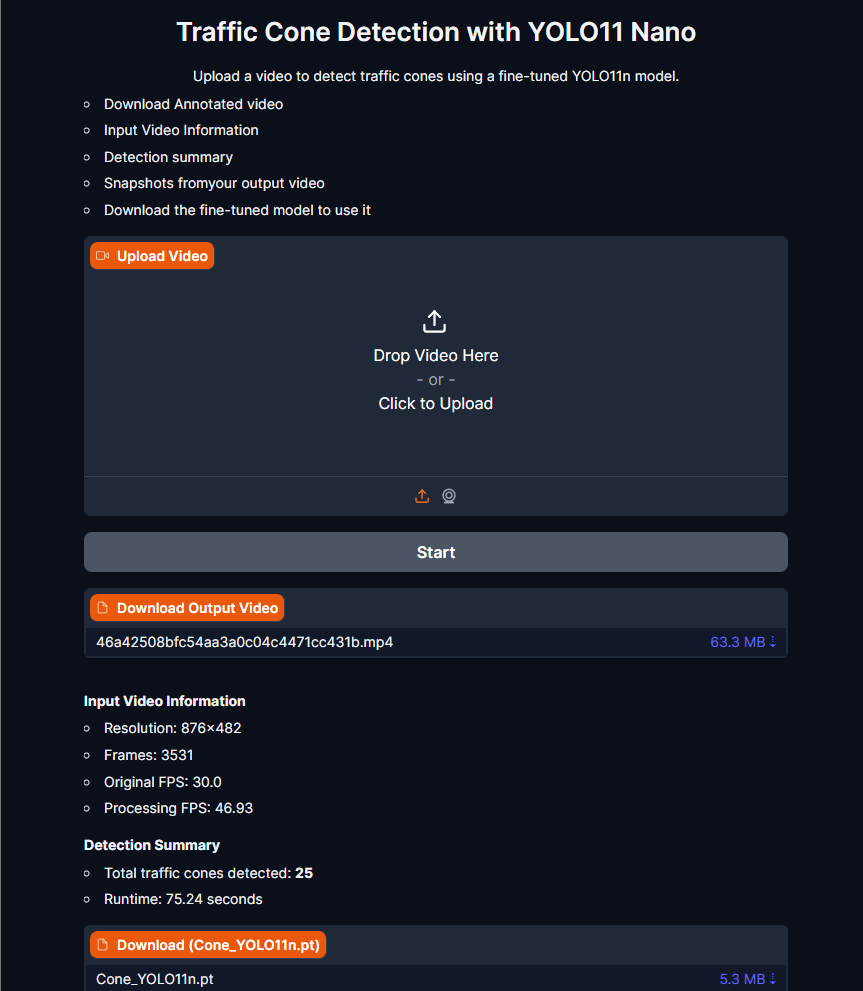 Traffic Cone Detection with YOLO11 Nano
Upload a video to detect traffic cones using a fine-tuned YOLO11n model.
Download Annotated video
Input Video Information
Detection summary
Snapshots fromyour output video
Download the fine-tuned model to use it
Upload Video
Drop Video Here
- or -
Click to Upload
Start
Download Output Video
46a42508bfc54aa3a0c04c4471cc431b.mp4 63.3 MB ⇣
Input Video Information
Resolution: 876×482
Frames: 3531
Original FPS: 30.0
Processing FPS: 46.93
Detection Summary
Total traffic cones detected: 25
Runtime: 75.24 seconds
Download (Cone_YOLO11n.pt)
Cone_YOLO11n.pt 5.3 MB ⇣